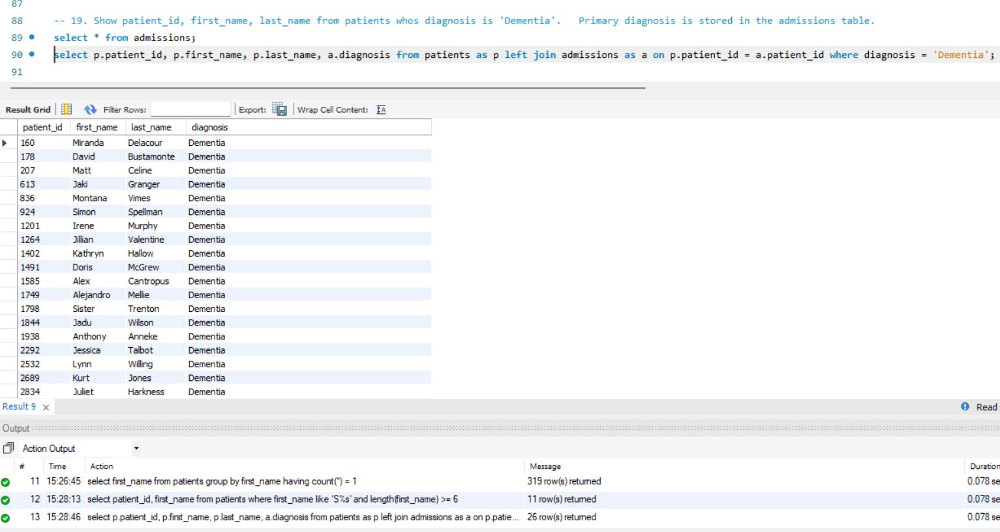 87
88 -- 19. Show patient_id, first_name, last_name from patients whos diagnosis is 'Dementia'.   Primary diagnosis is stored in the admissions table.
89 select * from admissions;
90 select p.patient_id, p.first_name, p.last_name, a.diagnosis from patients as p left join admissions as a on p.patient_id = a.patient_id where diagnosis = 'Dementia';
91
Result Grid Filter Rows: Export: Wrap Cell Content: IA
patient_id first_name last_name diagnosis
160 Miranda Delacour Dementia
178 David Bustamonte Dementia
207 Matt Celine Dementia
613 Jaki Granger Dementia
836 Montana Vimes Dementia
924 Simon Spellman Dementia
1201 Irene Murphy Dementia
1264 Jillian Valentine Dementia
1402 Kathryn Hallow Dementia
1491 Doris McGrew Dementia
1585 Alex Cantropus Dementia
1749 Alejandro Mellie Dementia
1798 Sister Trenton Dementia
1844 Jadu Wilson Dementia
1938 Anthony Anneke Dementia
2292 Jessica Talbot Dementia
2532 Lynn Willing Dementia
2689 Kurt Jones Dementia
2834 Juliet Harkness Dementia
Result 9 Read
Output
Action Output
# Time Action Message Duration
11 15:26:45 select first_name from patients group by first_name having count(*) = 1 319 row(s) returned 0.078 se
12 15:28:13 select patient_id, first_name from patients where first_name like 'S%s' and length(first_name) >= 6 11 row(s) returned 0.078 se
13 15:28:46 select p.patient_id, p.first_name, p.last_name, a.diagnosis from patients as p left join admissions as a on p.patie... 26 row(s) returned 0.078 se